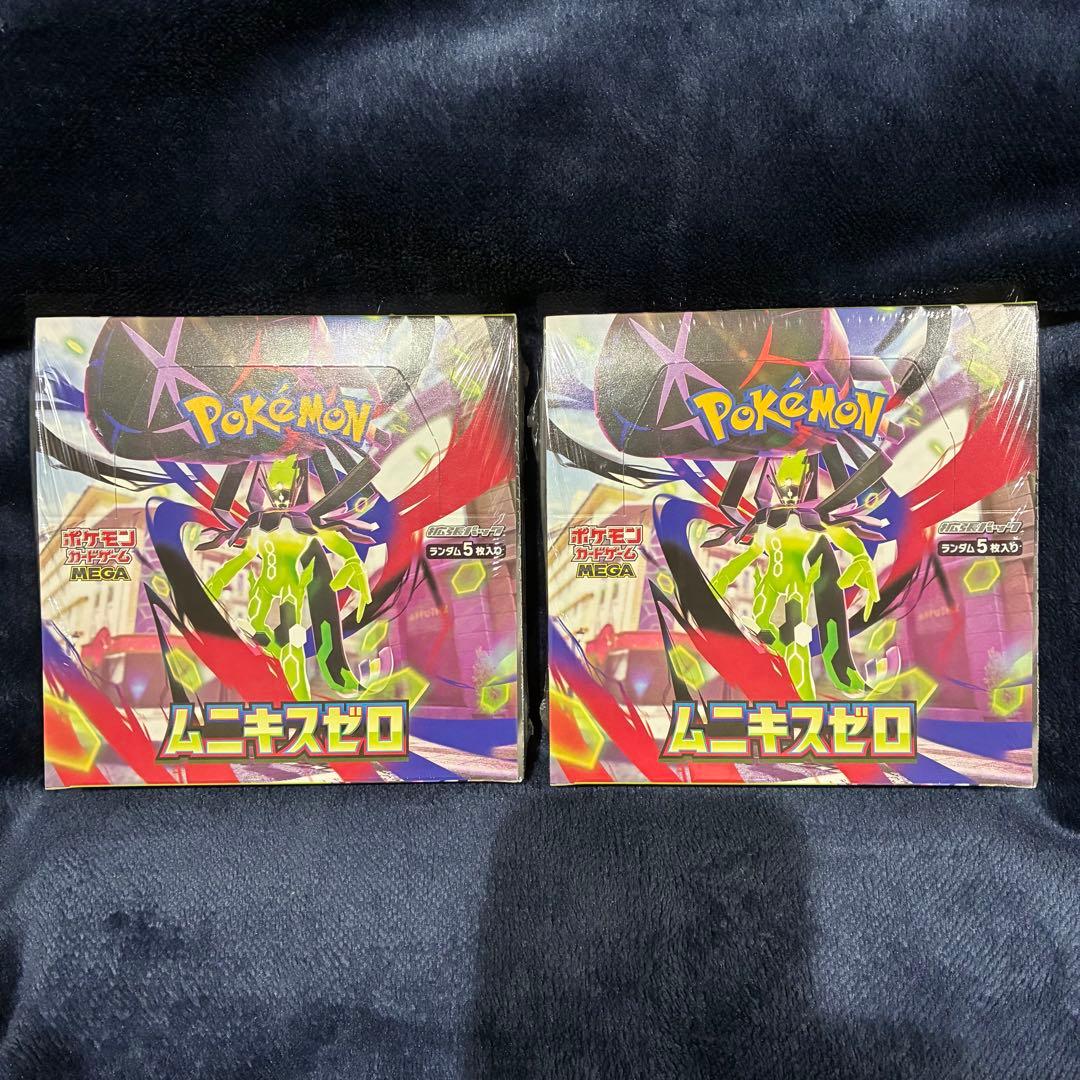 POKéMON
ポケモン
カードゲーム
MEGA
拡張パック
ランダム5枚入り
ムニキスゼロ
POKéMON
ポケモン
カードゲーム
MEGA
拡張パック
ランダム5枚入り
ムニキスゼロ